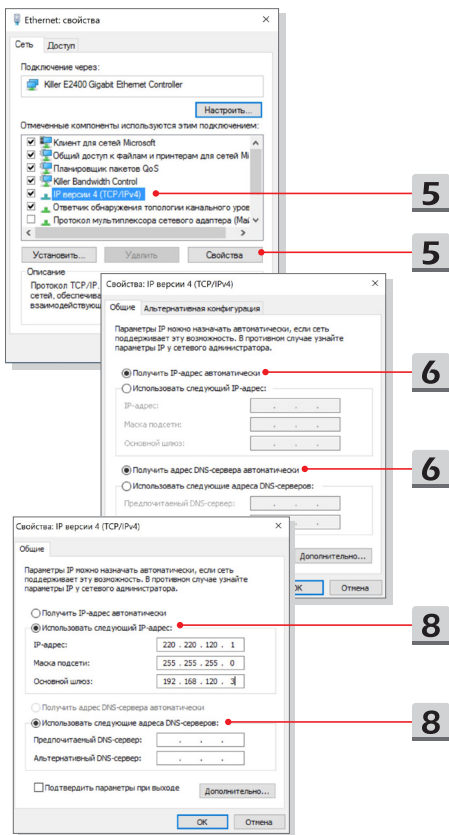 Ethernet: свойства
Сеть Доступ
Подключение через:
Killer E2400 Gigabit Ethernet Controller
Настроить...
Отмеченные компоненты используются этим подключением:
Клиент для сетей Microsoft
Общий доступ к файлам и принтерам для сетей Mi
Планировщик пакетов QoS
Killer Bandwidth Control
IP версии 4 (TCP/IPv4)
5
Ответчик обнаружения топологии канального уров
Протокол мультиплексора сетевого адаптера (Mai
Установить... Удалить Свойства
5
Описание
Протокол TCP/IP.
сетей, обеспечива
взаимодействующ
Свойства: IP версии 4 (TCP/IPv4)
Общие Альтернативная конфигурация
Параметры IP можно назначать автоматически, если сеть
поддерживает эту возможность. В противном случае узнайте
параметры IP у сетевого администратора.
Получить IP-адрес автоматически
6
Использовать следующий IP-адрес:
IP-адрес:
Маска подсети:
Основной шлюз:
Получить адрес DNS-сервера автоматически
6
Использовать следующие адреса DNS-серверов:
Предпочитаемый DNS-сервер:
Дополнительно...
ОК Отмена
Свойства: IP версии 4 (TCP/IPv4)
Общие
Параметры IP можно назначать автоматически, если сеть
поддерживает эту возможность. В противном случае узнайте
параметры IP у сетевого администратора.
Получить IP-адрес автоматически
Использовать следующий IP-адрес:
8
IP-адрес: 220 . 220 . 120 . 1
Маска подсети: 255 . 255 . 255 . 0
Основной шлюз: 192 . 168 . 120 . 3
Получить адрес DNS-сервера автоматически
Использовать следующие адреса DNS-серверов:
8
Предпочитаемый DNS-сервер:
Альтернативный DNS-сервер:
Подтвердить параметры при выходе
Дополнительно...
ОК Отмена